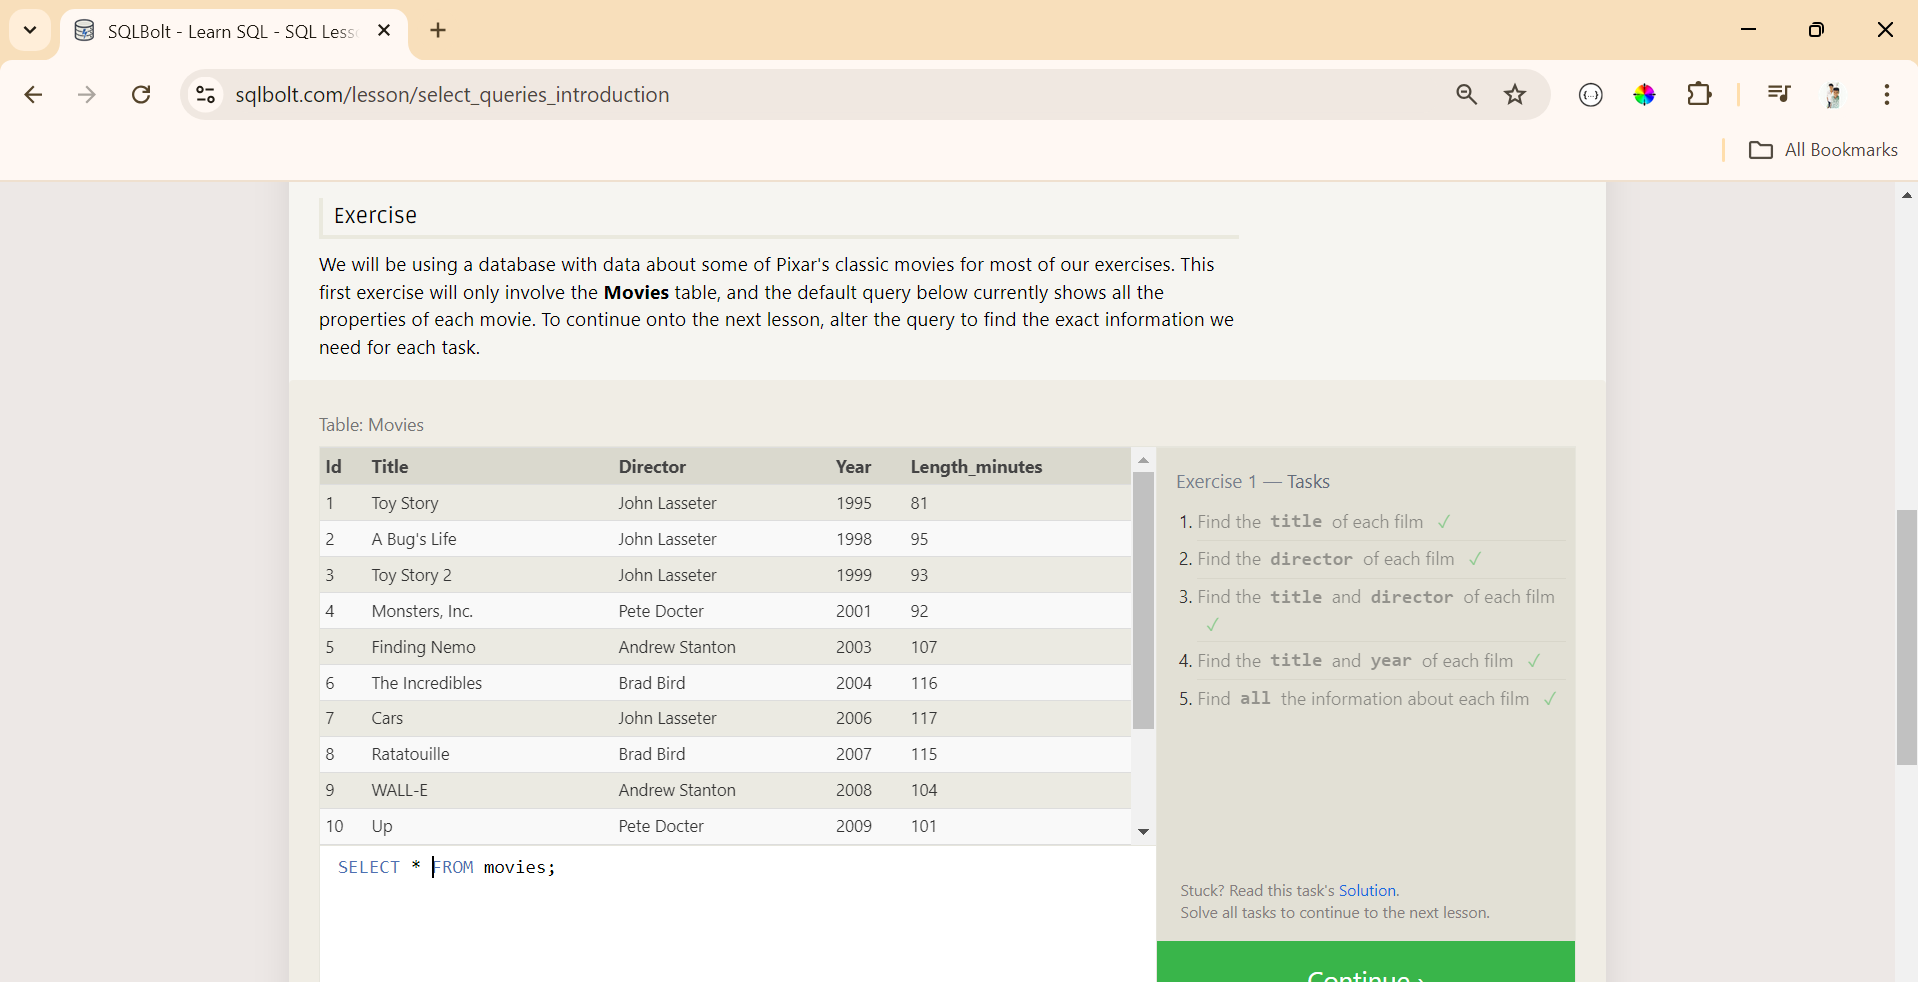 SQLBolt - Learn SQL - SQL Less
sqlbolt.com/lesson/select_queries_introduction
All Bookmarks
Exercise
We will be using a database with data about some of Pixar's classic movies for most of our exercises. This
first exercise will only involve the Movies table, and the default query below currently shows all the
properties of each movie. To continue onto the next lesson, alter the query to find the exact information we
need for each task.
Table: Movies
Id Title Director Year Length_minutes
1 Toy Story John Lasseter 1995 81
2 A Bug's Life John Lasseter 1998 95
3 Toy Story 2 John Lasseter 1999 93
4 Monsters, Inc. Pete Docter 2001 92
5 Finding Nemo Andrew Stanton 2003 107
6 The Incredibles Brad Bird 2004 116
7 Cars John Lasseter 2006 117
8 Ratatouille Brad Bird 2007 115
9 WALL-E Andrew Stanton 2008 104
10 Up Pete Docter 2009 101
SELECT * FROM movies;
Exercise 1 — Tasks
1. Find the title of each film ✓
2. Find the director of each film ✓
3. Find the title and director of each film
✓
4. Find the title and year of each film ✓
5. Find all the information about each film ✓
Stuck? Read this task's Solution.
Solve all tasks to continue to the next lesson.
Continue ›